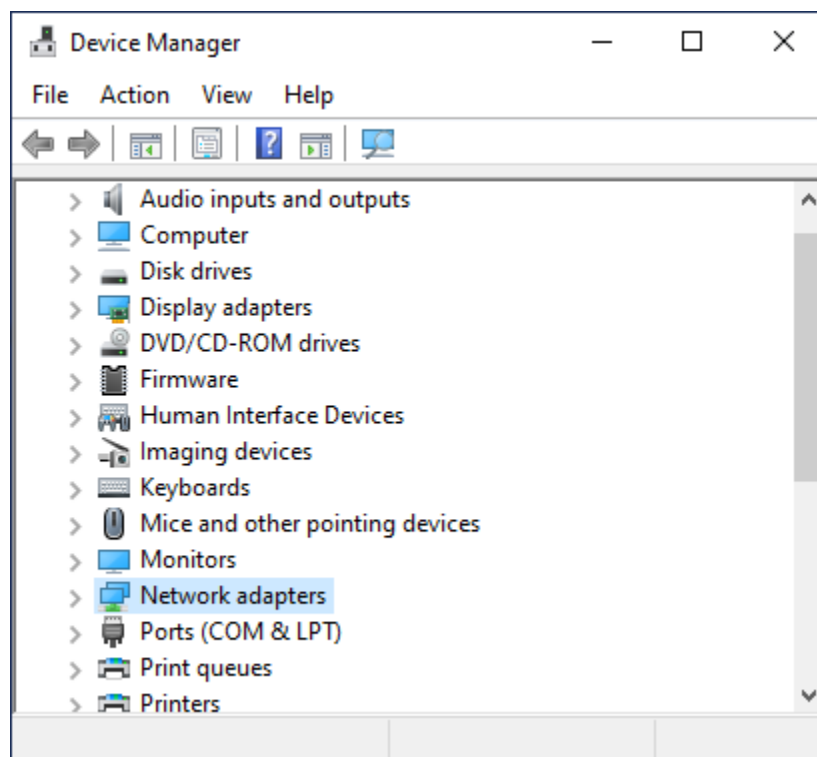 Device Manager
File Action View Help
Audio inputs and outputs
Computer
Disk drives
Display adapters
DVD/CD-ROM drives
Firmware
Human Interface Devices
Imaging devices
Keyboards
Mice and other pointing devices
Monitors
Network adapters
Ports (COM & LPT)
Print queues
Printers